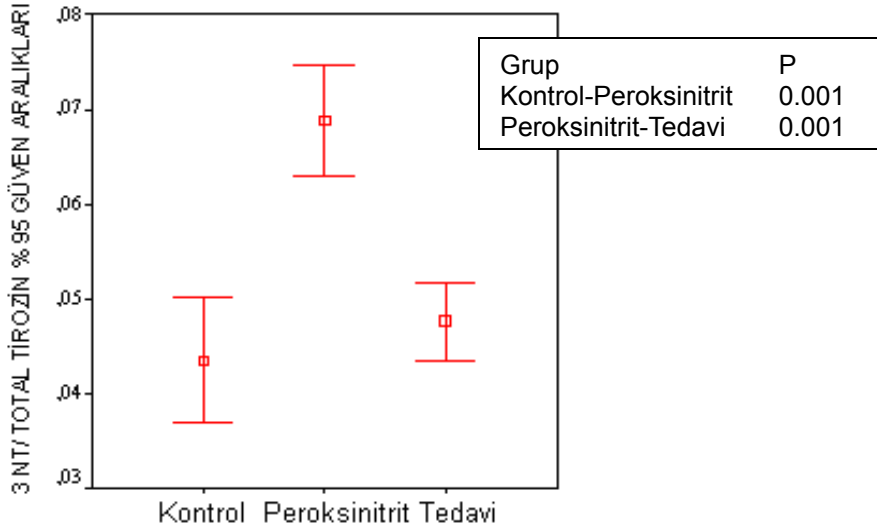 3 NT/ TOTAL TİROZİN % 95 GÜVEN ARALIKLARI
,08
,07
,06
,05
,04
,03
Grup P
Kontrol-Peroksinitrit 0.001
Peroksinitrit-Tedavi 0.001
Kontrol Peroksinitrit Tedavi